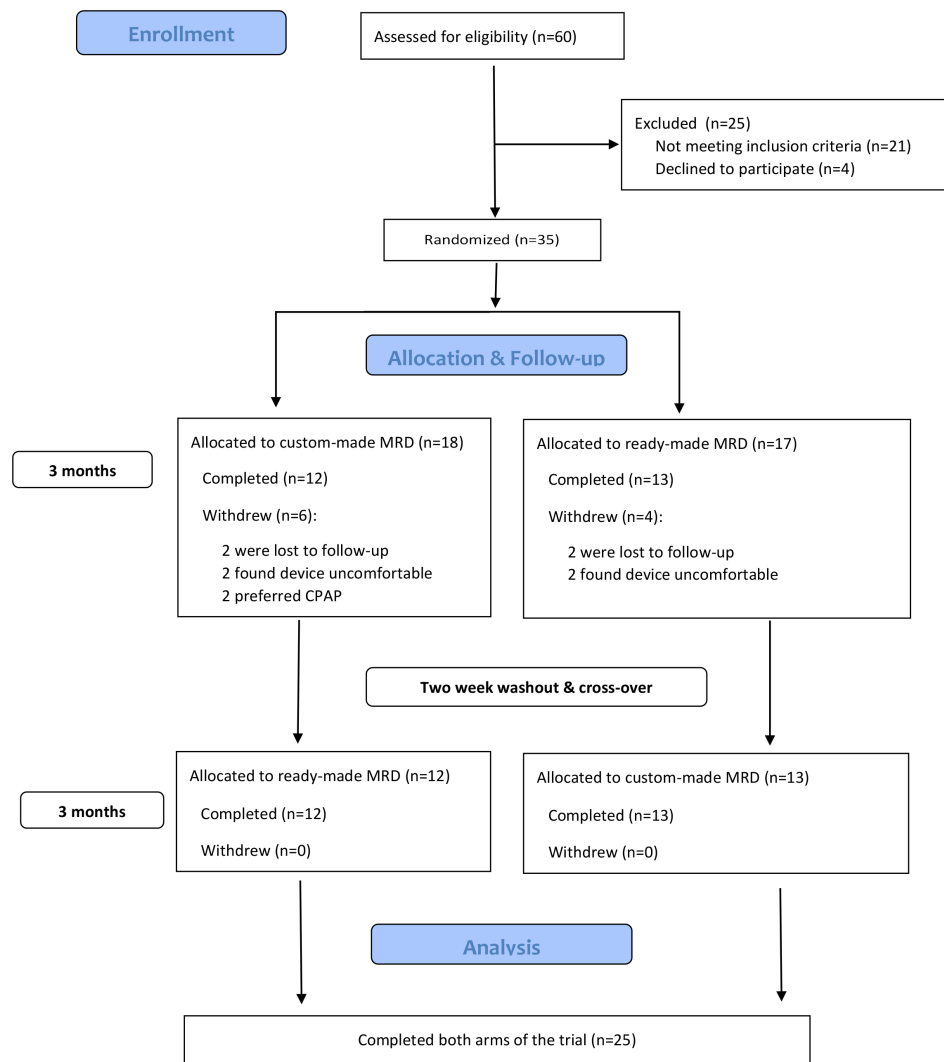 Enrollment
Assessed for eligibility (n=60)
Excluded (n=25)
Not meeting inclusion criteria (n=21)
Declined to participate (n=4)
Randomized (n=35)
Allocation & Follow-up
3 months
Allocated to custom-made MRD (n=18)
Completed (n=12)
Withdrew (n=6):
2 were lost to follow-up
2 found device uncomfortable
2 preferred CPAP
Allocated to ready-made MRD (n=17)
Completed (n=13)
Withdrew (n=4):
2 were lost to follow-up
2 found device uncomfortable
Two week washout & cross-over
3 months
Allocated to ready-made MRD (n=12)
Completed (n=12)
Withdrew (n=0)
Allocated to custom-made MRD (n=13)
Completed (n=13)
Withdrew (n=0)
Analysis
Completed both arms of the trial (n=25)